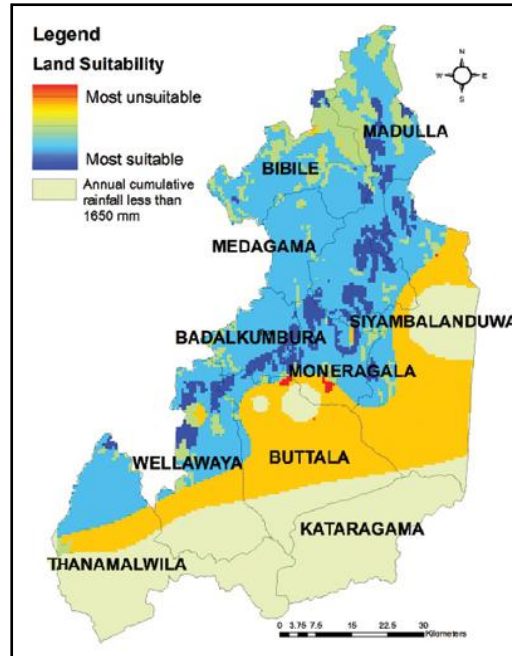 Legend
Land Suitability
Most unsuitable
Most suitable
Annual cumulative
rainfall less than
1650 mm
N
W E
S
MADULLA
BIBILE
MEDAGAMA
SIYAMBALANDUWA
BADALKUMBURA
MONERAGALA
WELLAWAYA
BUTTALA
KATARAGAMA
THANAMALWILA
0 3.75 7.5 15 22.5 30
Kilometers